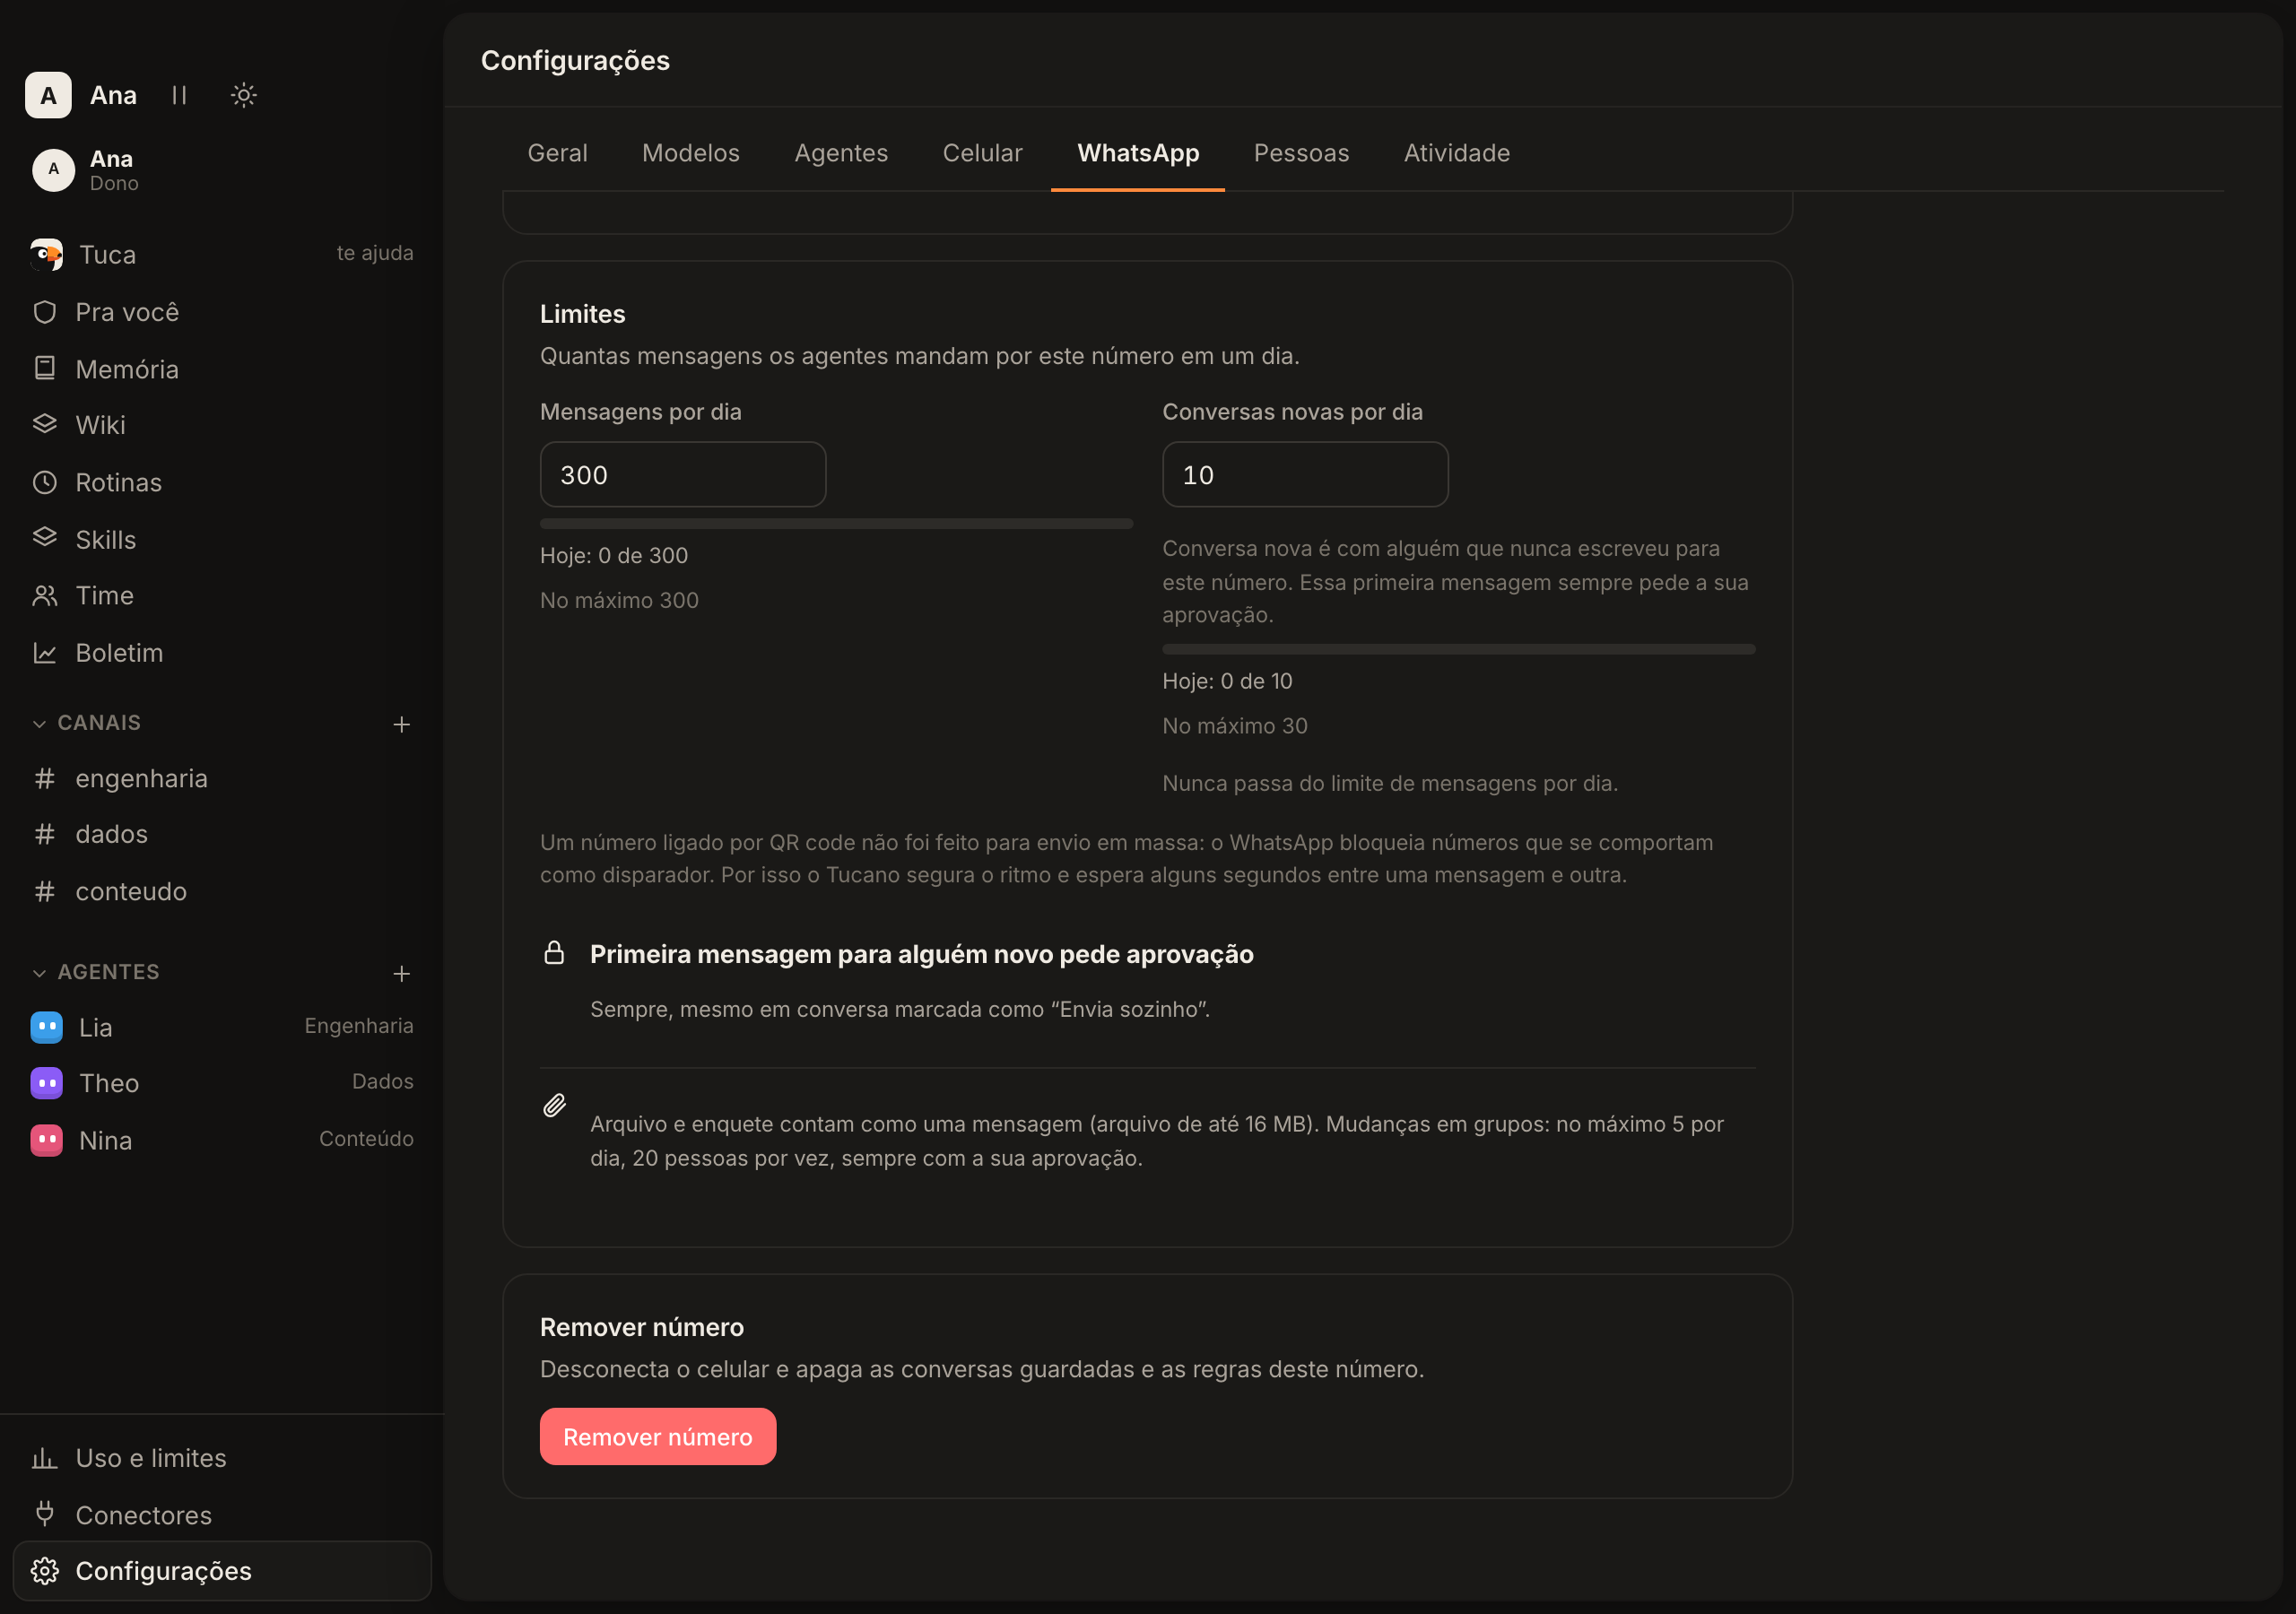 A
Ana
A
Ana
Dono
Tuca
te ajuda
Pra você
Memória
Wiki
Rotinas
Skills
Time
Boletim
CANAIS
# engenharia
# dados
# conteudo
AGENTES
Lia
Engenharia
Theo
Dados
Nina
Conteúdo
Uso e limites
Conectores
Configurações
Configurações
Geral
Modelos
Agentes
Celular
WhatsApp
Pessoas
Atividade
Limites
Quantas mensagens os agentes mandam por este número em um dia.
Mensagens por dia
300
Hoje: 0 de 300
No máximo 300
Conversas novas por dia
10
Conversa nova é com alguém que nunca escreveu para
este número. Essa primeira mensagem sempre pede a sua
aprovação.
Hoje: 0 de 10
No máximo 30
Nunca passa do limite de mensagens por dia.
Um número ligado por QR code não foi feito para envio em massa: o WhatsApp bloqueia números que se comportam
como disparador. Por isso o Tucano segura o ritmo e espera alguns segundos entre uma mensagem e outra.
Primeira mensagem para alguém novo pede aprovação
Sempre, mesmo em conversa marcada como “Envia sozinho”.
Arquivo e enquete contam como uma mensagem (arquivo de até 16 MB). Mudanças em grupos: no máximo 5 por
dia, 20 pessoas por vez, sempre com a sua aprovação.
Remover número
Desconecta o celular e apaga as conversas guardadas e as regras deste número.
Remover número